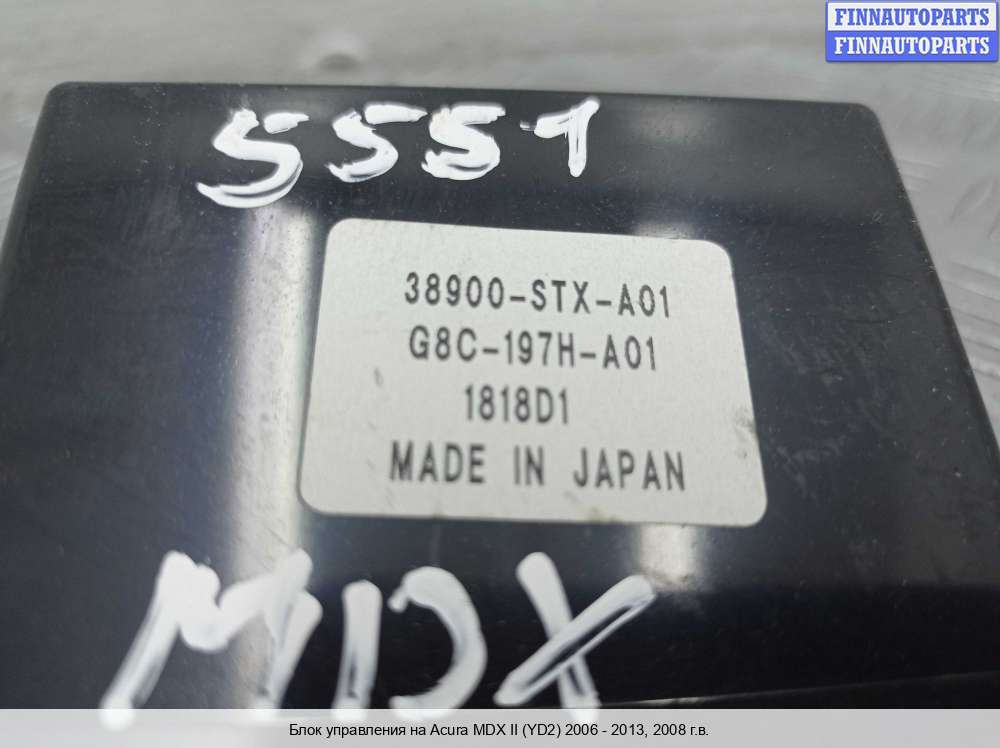 FINNAUTOPARTS
FINNAUTOPARTS
5551
38900-STX-A01
G8C-197H-A01
1818D1
MADE IN JAPAN
MDX
Блок управления на Acura MDX II (YD2) 2006 - 2013, 2008 г.в.